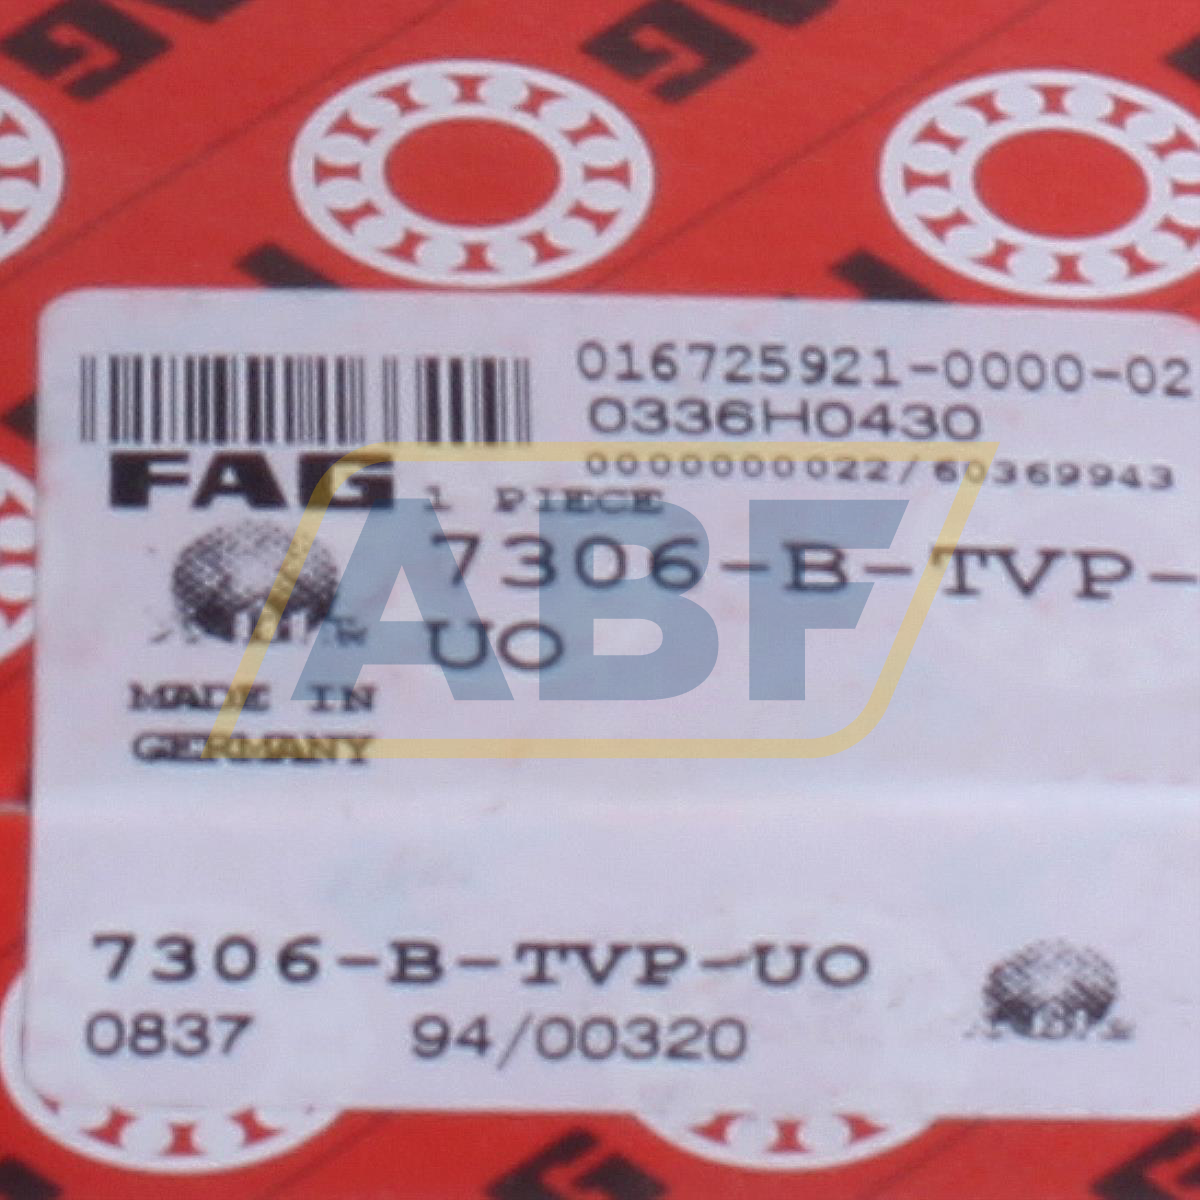 016725921-0000-02
0336H0430
0000000022/60369943
FAG
1 PIECE
7306-B-TVP-
UO
ABF
MADE IN
GERMANY
7306-B-TVP-UO
0837 94/00320